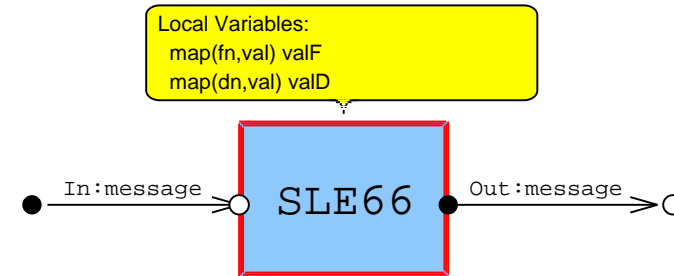 Local Variables:
map(fn,val) valF
map(dn,val) valD
In:message
SLE66
Out:message